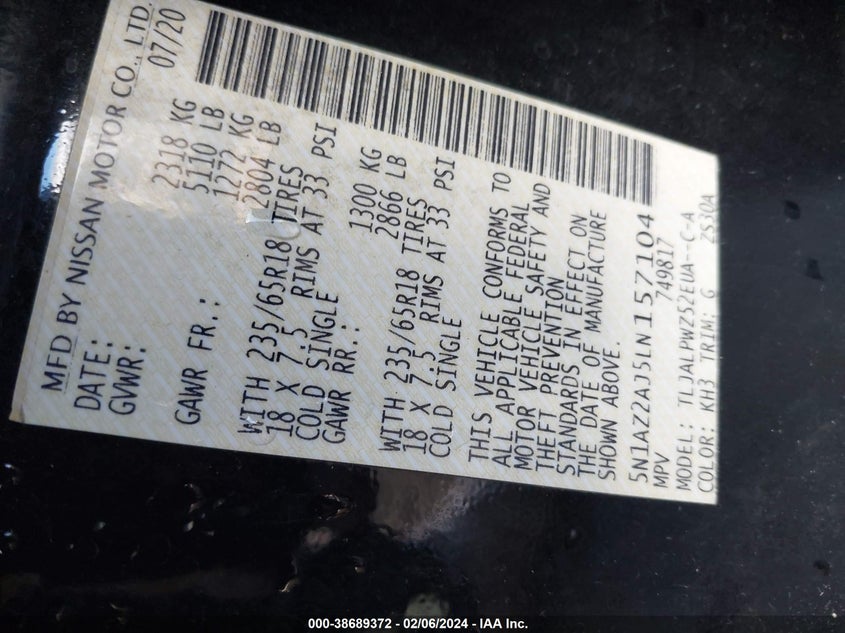 MFD BY NISSAN MOTOR CO., LTD.
DATE: 07/20
GVWR: 2318 KG
5110 LB
GAWR FR.: 1272 KG
2804 LB
WITH 235/65R18 TIRES
18 X 7.5 RIMS AT 33 PSI
COLD SINGLE
GAWR RR.: 1300 KG
2866 LB
WITH 235/65R18 TIRES
18 X 7.5 RIMS AT 33 PSI
COLD SINGLE
THIS VEHICLE CONFORMS TO
ALL APPLICABLE FEDERAL
MOTOR VEHICLE SAFETY AND
THEFT PREVENTION
STANDARDS IN EFFECT ON
THE DATE OF MANUFACTURE
SHOWN ABOVE.
5N1AZ2AJ5LN157104
MPV 749817
MODEL: TLJALPWZ52EUA--C-A
COLOR: KH3 TRIM: G ZS30A
000-38689372 - 02/06/2024 - IAA Inc.